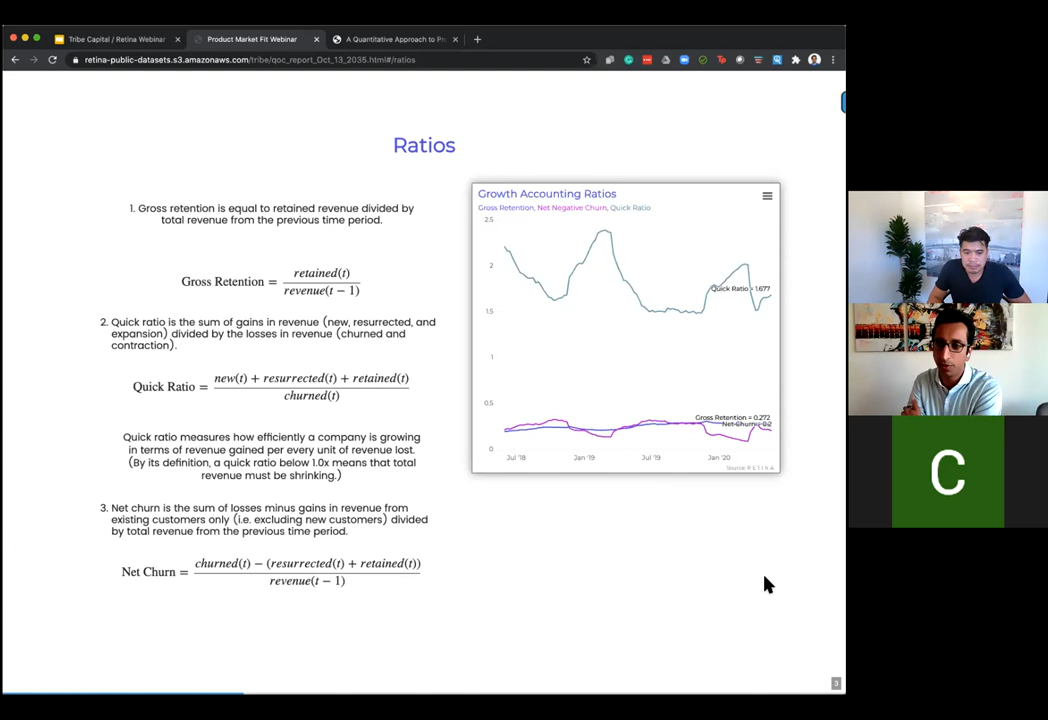 Tribe Capital / Retina Webinar
Product Market Fit Webinar
A Quantitative Approach to Pr
retina-public-datasets.s3.amazonaws.com/tribe/qoc_report_Oct_13_2035.html#/ratios
Ratios
1. Gross retention is equal to retained revenue divided by
total revenue from the previous time period.
Gross Retention = retained(t) / revenue(t − 1)
2. Quick ratio is the sum of gains in revenue (new, resurrected, and
expansion) divided by the losses in revenue (churned and
contraction).
Quick Ratio = new(t) + resurrected(t) + retained(t) / churned(t)
Quick ratio measures how efficiently a company is growing
in terms of revenue gained per every unit of revenue lost.
(By its definition, a quick ratio below 1.0x means that total
revenue must be shrinking.)
3. Net churn is the sum of losses minus gains in revenue from
existing customers only (i.e. excluding new customers) divided
by total revenue from the previous time period.
Net Churn = churned(t) − (resurrected(t) + retained(t)) / revenue(t − 1)
Growth Accounting Ratios
Gross Retention, Net Negative Churn, Quick Ratio
2.5
2
1.5
1
0.5
0
Quick Ratio = 1.677
Gross Retention = 0.272
Net Churn = 0.2
Jul '18
Jan '19
Jul '19
Jan '20
Source: RETINA
3
C